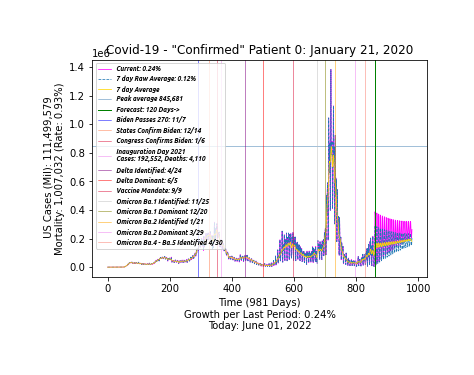 Covid-19 - "Confirmed" Patient 0: January 21, 2020
1e6
Current: 0.24%
7 day Raw Average: 0.12%
7 day Average
Peak average 845,681
Forecast: 120 Days->
Biden Passes 270: 11/7
States Confirm Biden: 12/14
Congress Confirms Biden: 1/6
Inauguration Day 2021
Cases: 192,552, Deaths: 4,110
Delta Identified: 4/24
Delta Dominant: 6/5
Vaccine Mandate: 9/9
Omicron Ba.1 Identified: 11/25
Omicron Ba.1 Dominant 12/20
Omicron Ba.2 Identified 1/21
Omicron Ba.2 Dominant 3/29
Omicron Ba.4 - Ba.5 Identified 4/30
US Cases (Mil): 111,499,579
Mortality: 1,007,032 (Rate: 0.93%)
1.4
1.2
1.0
0.8
0.6
0.4
0.2
0.0
0 200 400 600 800 1000
Time (981 Days)
Growth per Last Period: 0.24%
Today: June 01, 2022